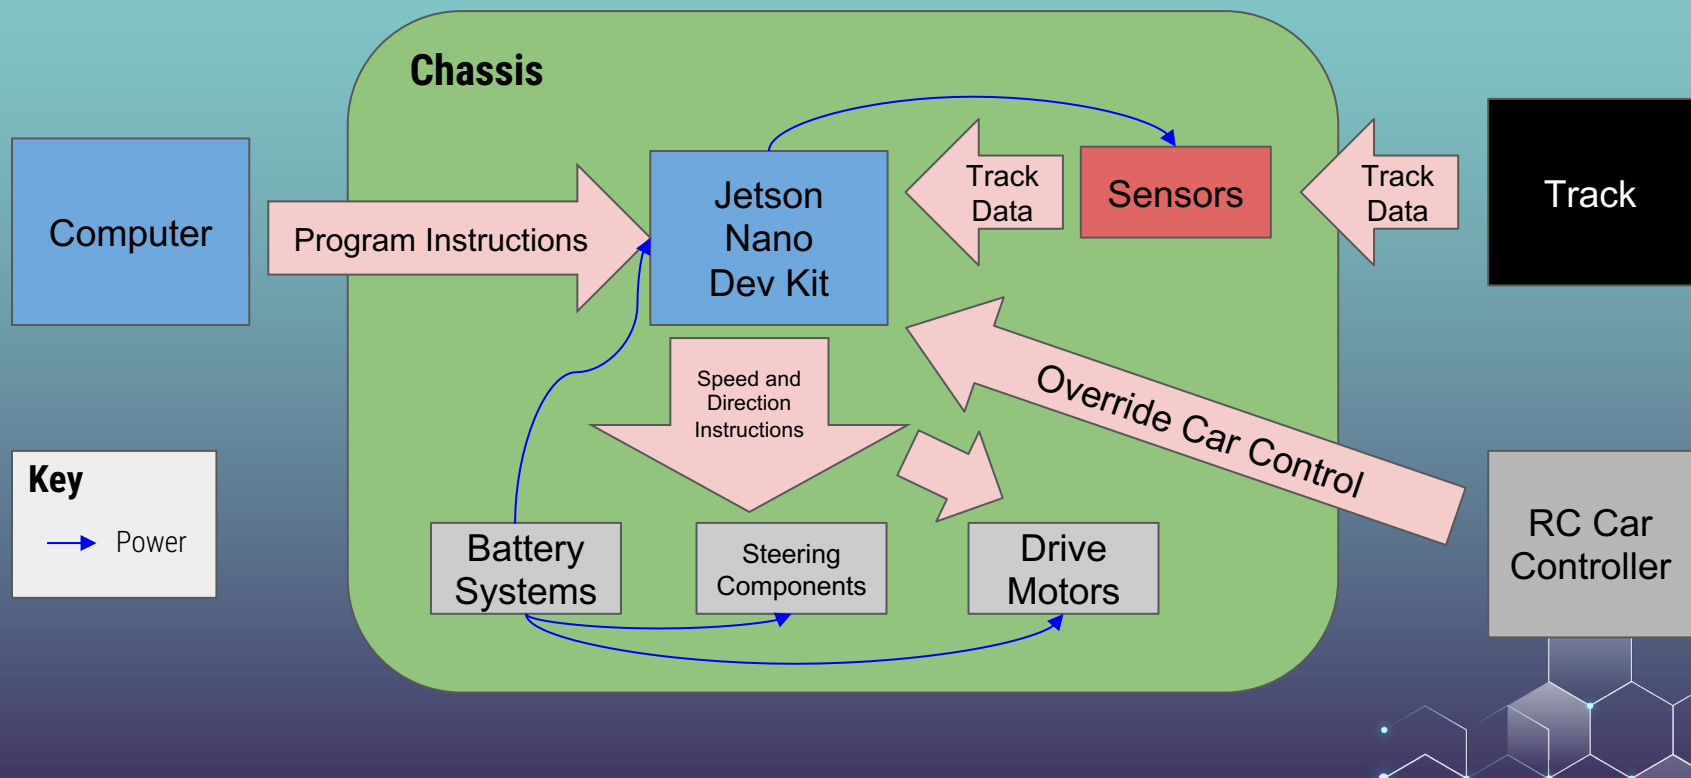 Chassis
Computer
Program Instructions
Jetson
Nano
Dev Kit
Track
Data
Sensors
Track
Data
Track
Speed and
Direction
Instructions
Override Car Control
Key
Power
Battery
Systems
Steering
Components
Drive
Motors
RC Car
Controller